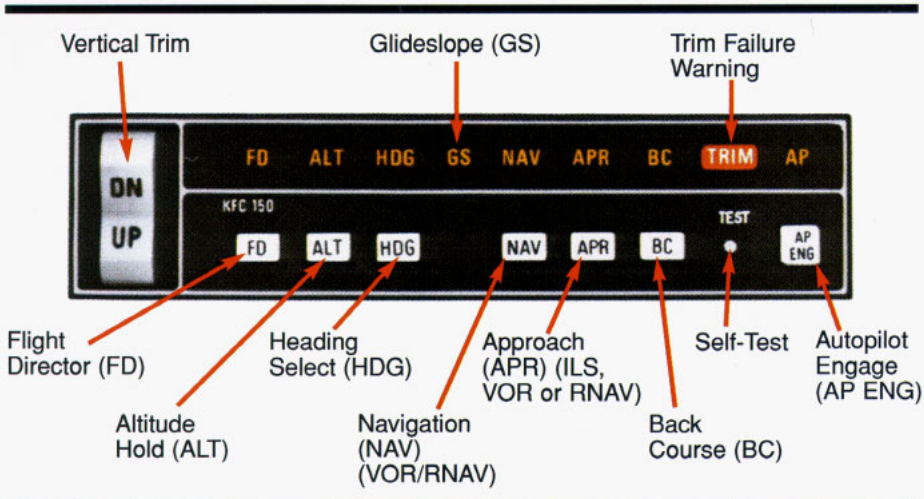 Vertical Trim
Glideslope (GS)
Trim Failure
Warning
DN
UP
FD ALT HDG GS NAV APR BC TRIM AP
KFC 150
TEST
FD ALT HDG NAV APR BC
AP
ENG
Flight
Director (FD)
Altitude
Hold (ALT)
Heading
Select (HDG)
Navigation
(NAV)
(VOR/RNAV)
Approach
(APR) (ILS,
VOR or RNAV)
Back
Course (BC)
Self-Test
Autopilot
Engage
(AP ENG)